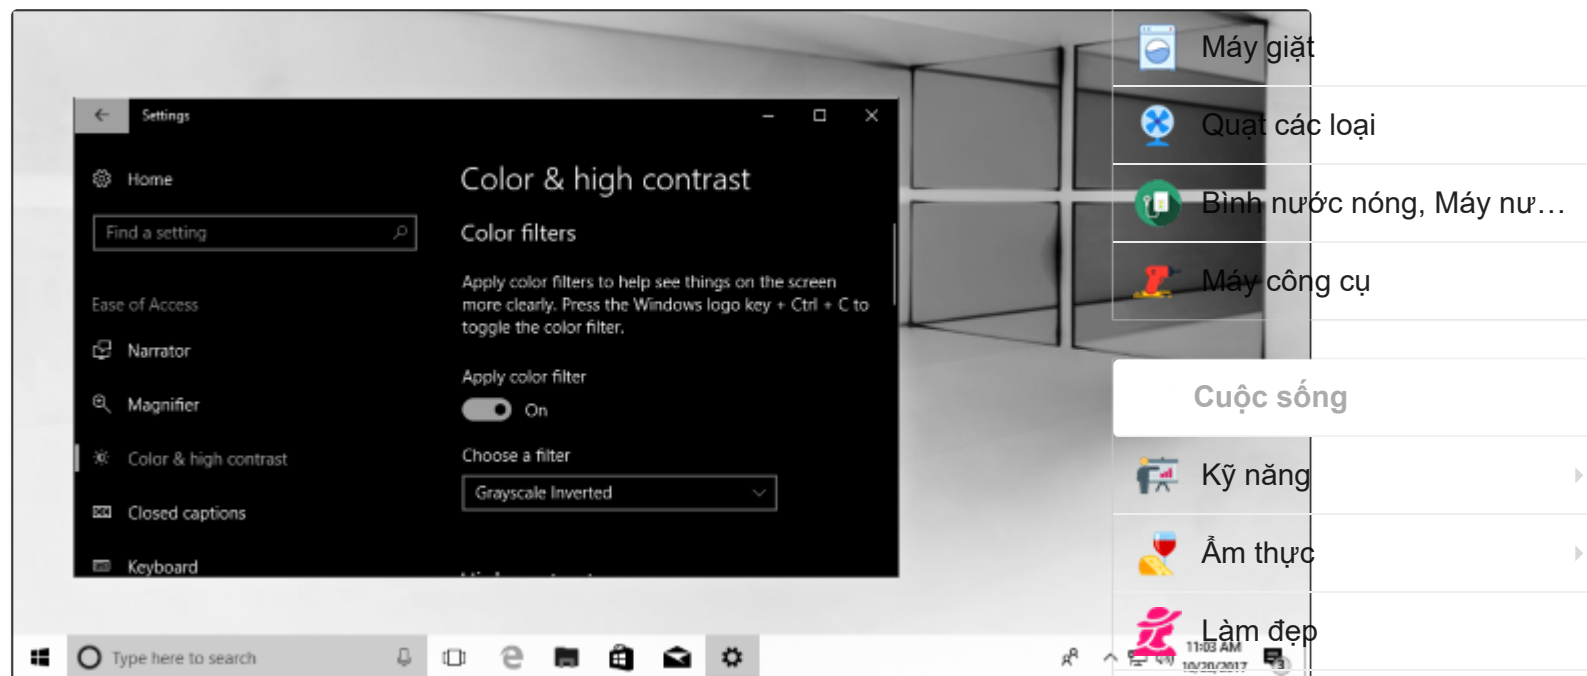 Settings
Home
Find a setting
Ease of Access
Narrator
Magnifier
Color & high contrast
Closed captions
Keyboard
Color & high contrast
Color filters
Apply color filters to help see things on the screen
more clearly. Press the Windows logo key + Ctrl + C to
toggle the color filter.
Apply color filter
On
Choose a filter
Grayscale Inverted
Type here to search
11:03 AM
10/20/2017
3
Máy giặt
Quạt các loại
Bình nước nóng, Máy nư…
Máy công cụ
Cuộc sống
Kỹ năng
Ẩm thực
Làm đẹp